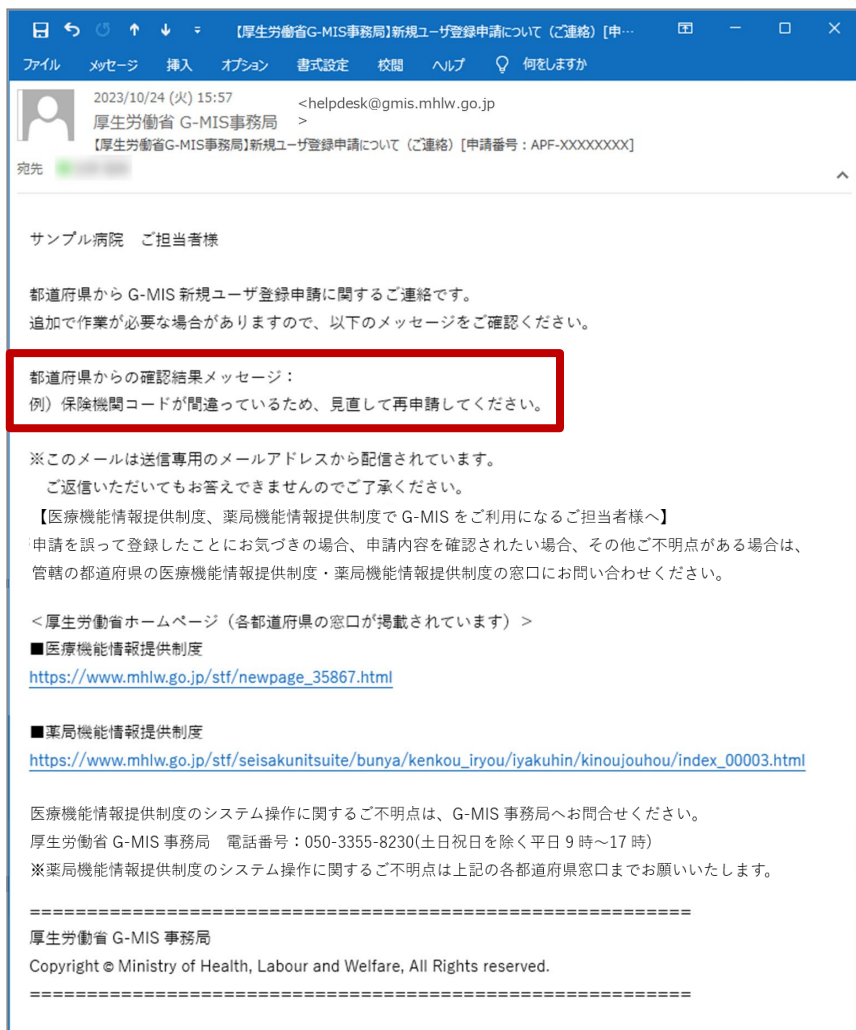 【厚生労働省G-MIS事務局】新規ユーザ登録申請について（ご連絡）[申…
ファイル メッセージ 挿入 オプション 書式設定 校閲 ヘルプ 何をしますか
2023/10/24 (火) 15:57
厚生労働省 G-MIS事務局
<helpdesk@gmis.mhlw.go.jp
>
【厚生労働省G-MIS事務局】新規ユーザ登録申請について（ご連絡）[申請番号：APF-XXXXXXXX]
宛先
サンプル病院　ご担当者様
都道府県から G-MIS 新規ユーザ登録申請に関するご連絡です。
追加で作業が必要な場合がありますので、以下のメッセージをご確認ください。
都道府県からの確認結果メッセージ：
例）保険機関コードが間違っているため、見直して再申請してください。
※このメールは送信専用のメールアドレスから配信されています。
ご返信いただいてもお答えできませんのでご了承ください。
【医療機能情報提供制度、薬局機能情報提供制度で G-MIS をご利用になるご担当者様へ】
申請を誤って登録したことにお気づきの場合、申請内容を確認されたい場合、その他ご不明点がある場合は、
管轄の都道府県の医療機能情報提供制度・薬局機能情報提供制度の窓口にお問い合わせください。
＜厚生労働省ホームページ（各都道府県の窓口が掲載されています）＞
■医療機能情報提供制度
https://www.mhlw.go.jp/stf/newpage_35867.html
■薬局機能情報提供制度
https://www.mhlw.go.jp/stf/seisakunitsuite/bunya/kenkou_iryou/iyakuhin/kinoujouhou/index_00003.html
医療機能情報提供制度のシステム操作に関するご不明点は、G-MIS 事務局へお問合せください。
厚生労働省 G-MIS 事務局　電話番号：050-3355-8230(土日祝日を除く平日 9 時～17 時)
※薬局機能情報提供制度のシステム操作に関するご不明点は上記の各都道府県窓口までお願いいたします。
==========================================================
厚生労働省 G-MIS 事務局
Copyright © Ministry of Health, Labour and Welfare, All Rights reserved.
==========================================================